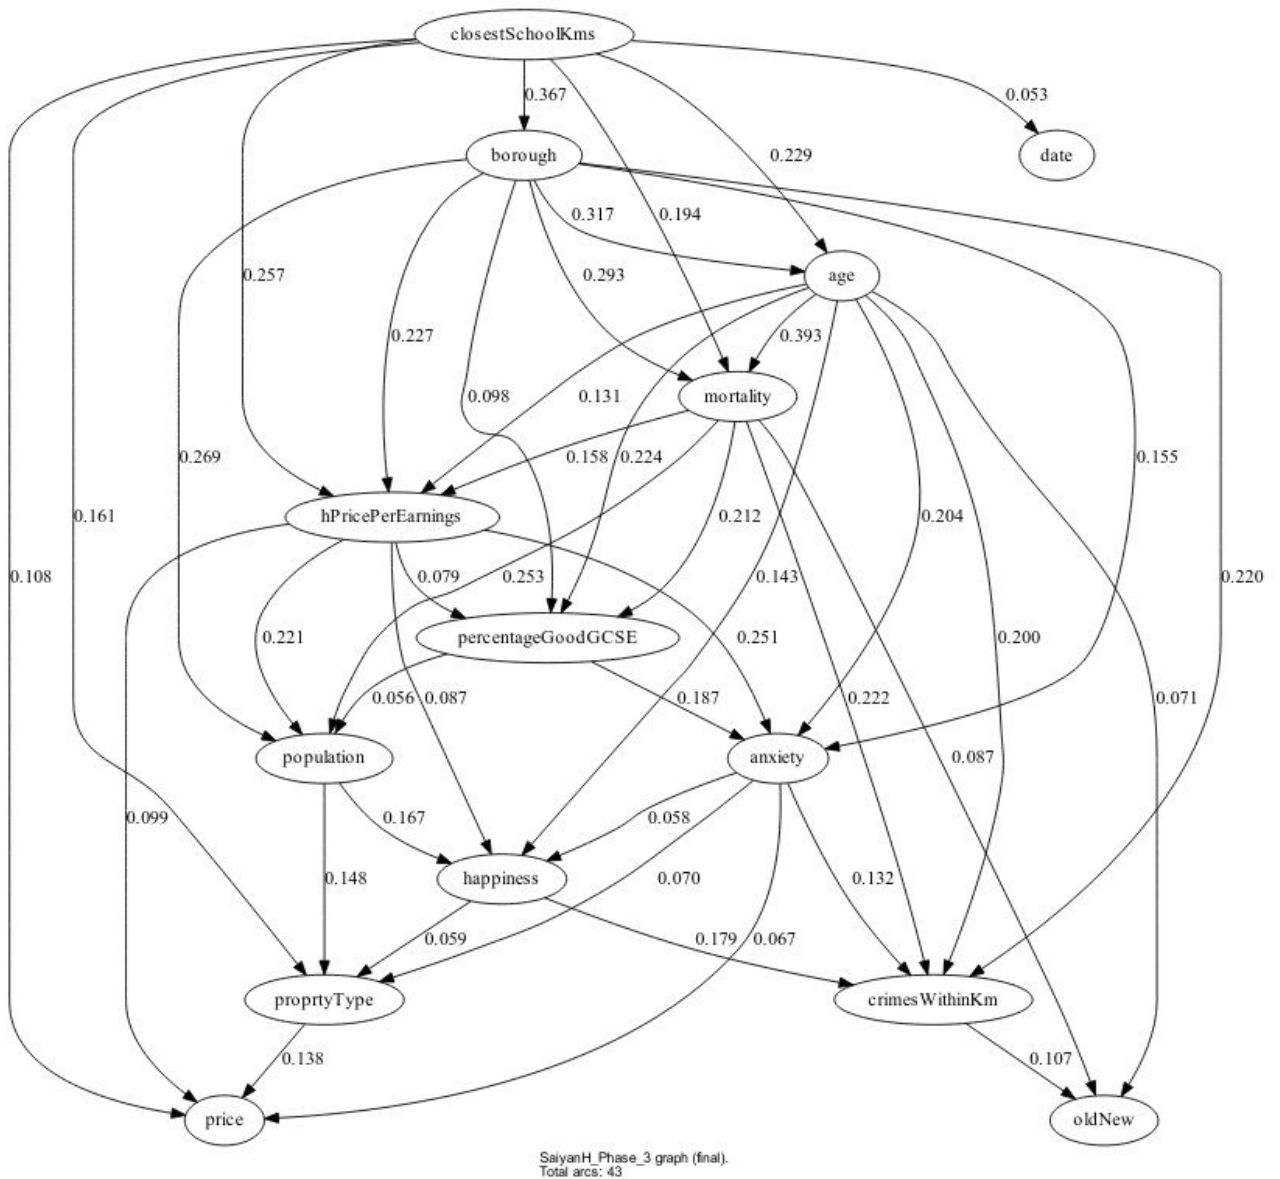 closestSchoolKms
0.367
0.053
borough
date
0.229
0.317
0.194
0.257
0.293
age
0.227
0.393
0.098
0.131
mortality
0.269
0.158
0.224
0.155
0.161
hPricePerEarnings
0.212
0.204
0.108
0.079
0.253
0.143
0.220
0.221
percentageGoodGCSE
0.251
0.200
0.056
0.087
0.187
0.222
0.071
population
anxiety
0.087
0.099
0.167
0.058
0.148
happiness
0.070
0.132
0.059
0.179
0.067
proprtyType
crimesWithinKm
0.138
0.107
price
oldNew
SaiyanH_Phase_3 graph (final).
Total arcs: 43